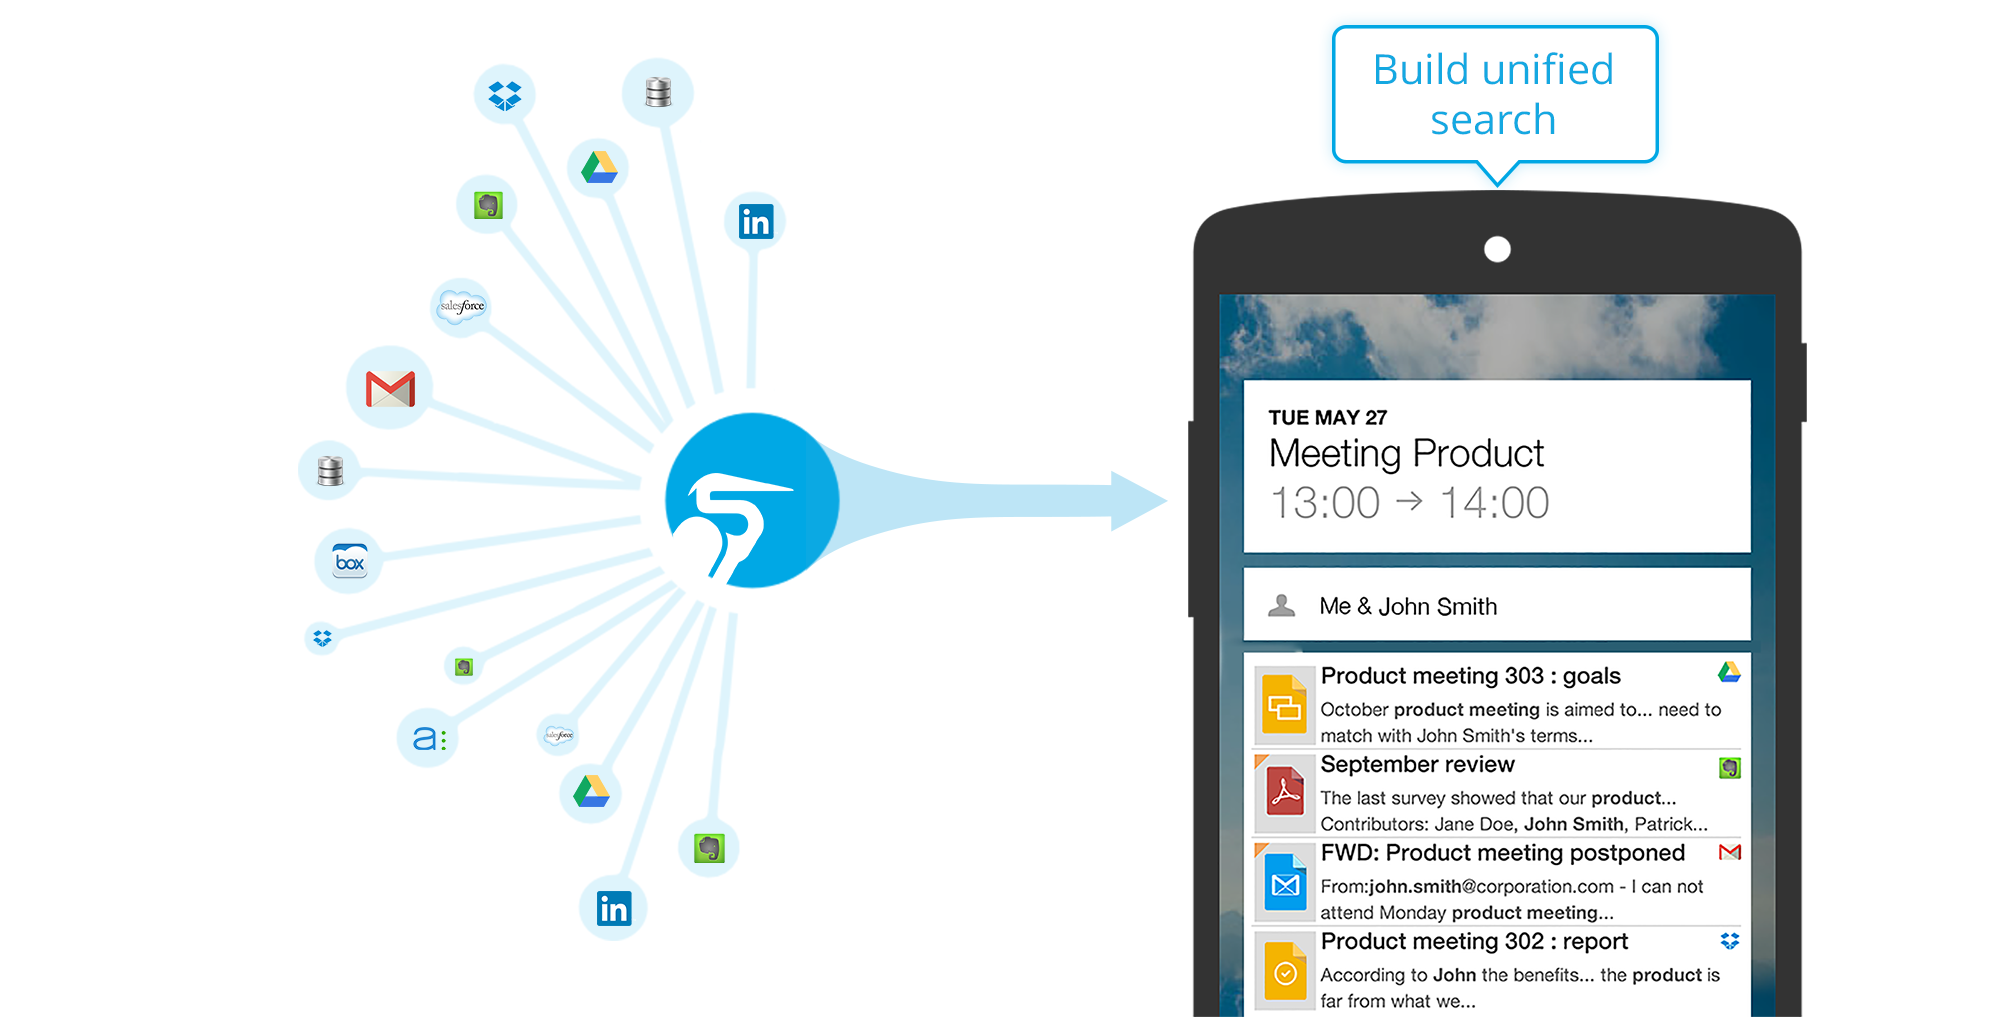 Build unified
search
in
salesforce
box
a:
salesforce
in
TUE MAY 27
Meeting Product
13:00 → 14:00
Me & John Smith
Product meeting 303 : goals
October product meeting is aimed to... need to
match with John Smith's terms...
September review
The last survey showed that our product...
Contributors: Jane Doe, John Smith, Patrick...
FWD: Product meeting postponed
From:john.smith@corporation.com - I can not
attend Monday product meeting...
Product meeting 302 : report
According to John the benefits... the product is
far from what we...